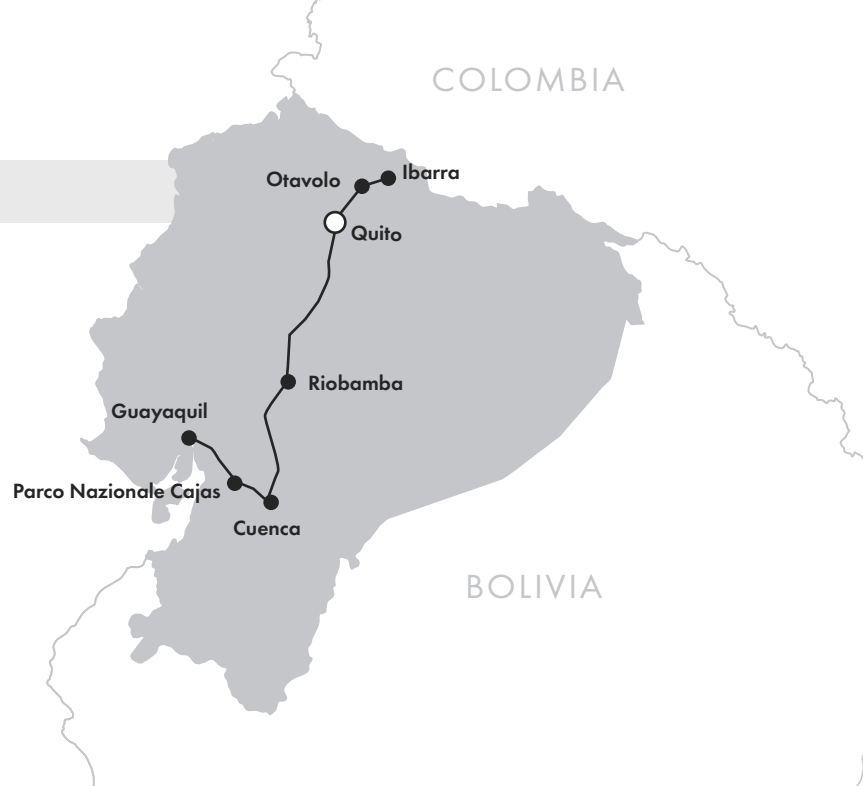 COLOMBIA
Ibarra
Otavolo
Quito
Riobamba
Guayaquil
Parco Nazionale Cajas
Cuenca
BOLIVIA